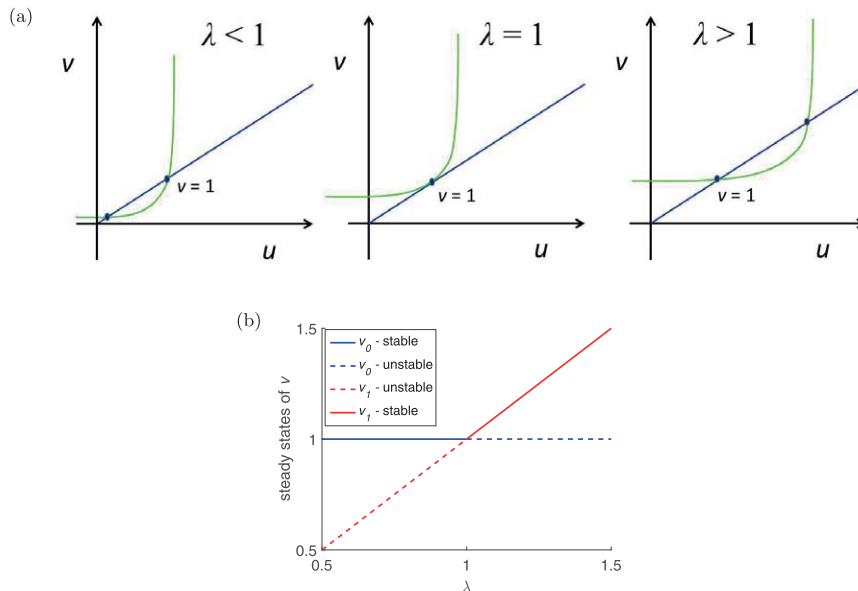 (a)
λ < 1
v
v = 1
u
λ = 1
v
v = 1
u
λ > 1
v
v = 1
u
(b)
1.5
v0 - stable
v0 - unstable
v1 - unstable
v1 - stable
steady states of v
1
0.5
0.5
1
1.5
λ